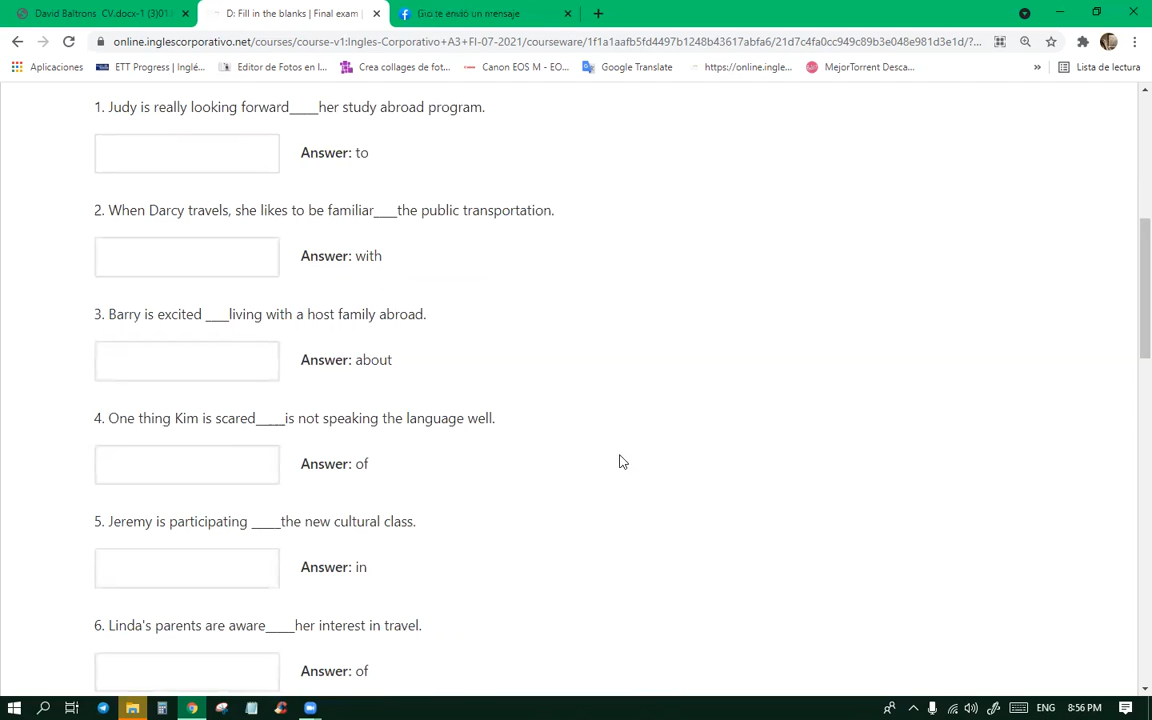 David Baltrons CV.docx-1 (3)01
D: Fill in the blanks | Final exam |
Gio te envió un mensaje
online.inglescorporativo.net/courses/course-v1:Ingles-Corporativo+A3+FI-07-2021/courseware/1f1a1aafb5fd4497b1248b43617abfa6/21d7c4fa0cc949c89b3e048e981d3e1d/?...
Aplicaciones
ETT Progress | Inglé...
Editor de Fotos en l...
Crea collages de fot...
Canon EOS M - EO...
Google Translate
https://online.ingle...
MejorTorrent Desca...
»
Lista de lectura
1. Judy is really looking forward____her study abroad program.
Answer: to
2. When Darcy travels, she likes to be familiar___the public transportation.
Answer: with
3. Barry is excited ___living with a host family abroad.
Answer: about
4. One thing Kim is scared____is not speaking the language well.
Answer: of
5. Jeremy is participating ____the new cultural class.
Answer: in
6. Linda's parents are aware____her interest in travel.
Answer: of
ENG
8:56 PM